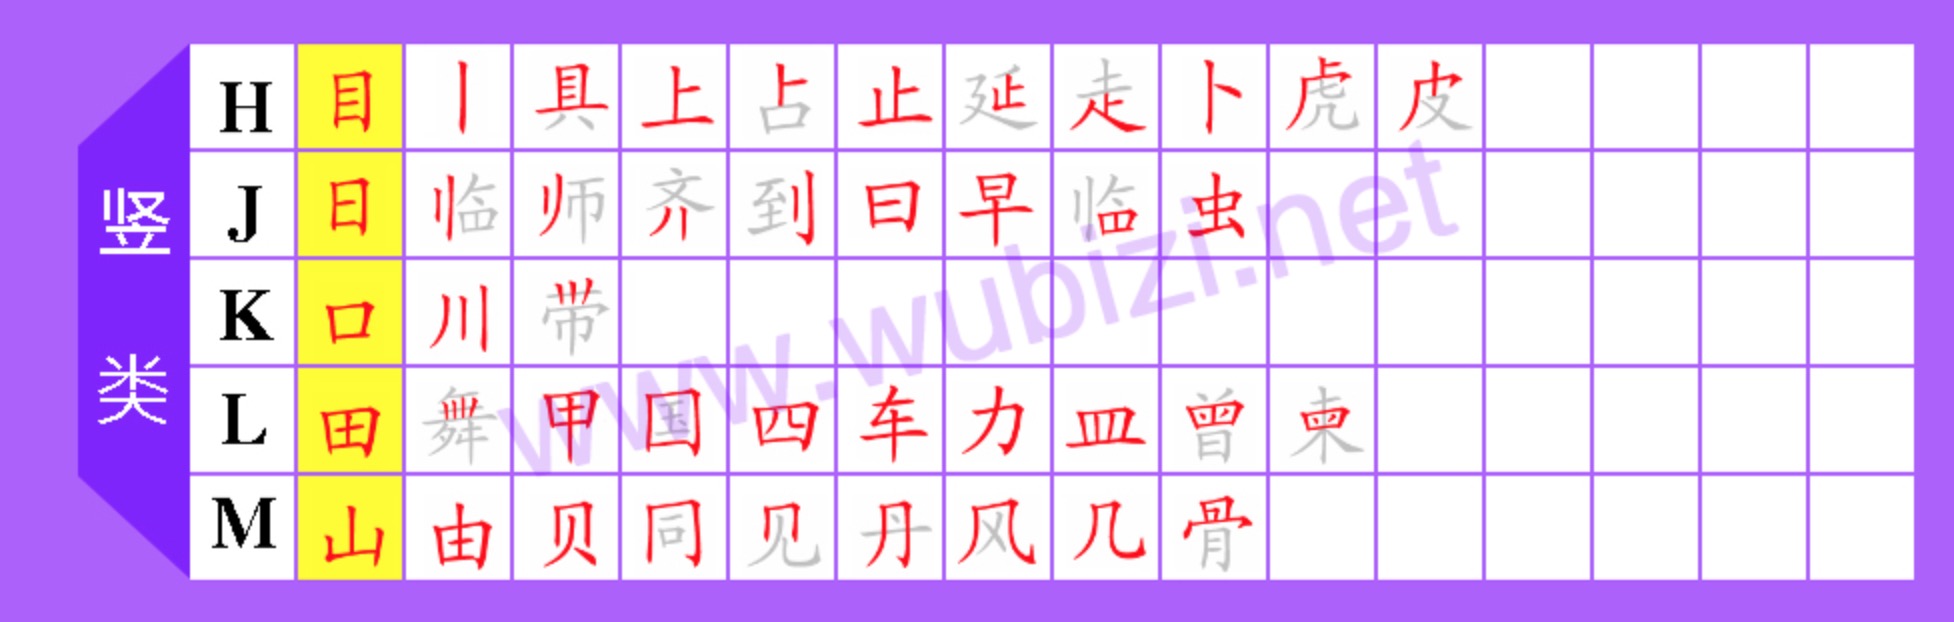 竖类
H 目 丨 具 上 占 止 延 走 卜 虎 皮
J 日 临 师 齐 到 曰 早 临 虫
K 口 川 带
L 田 舞 甲 国 四 车 力 皿 曾 柬
M 山 由 贝 同 见 丹 风 几 骨
www.wubizi.net